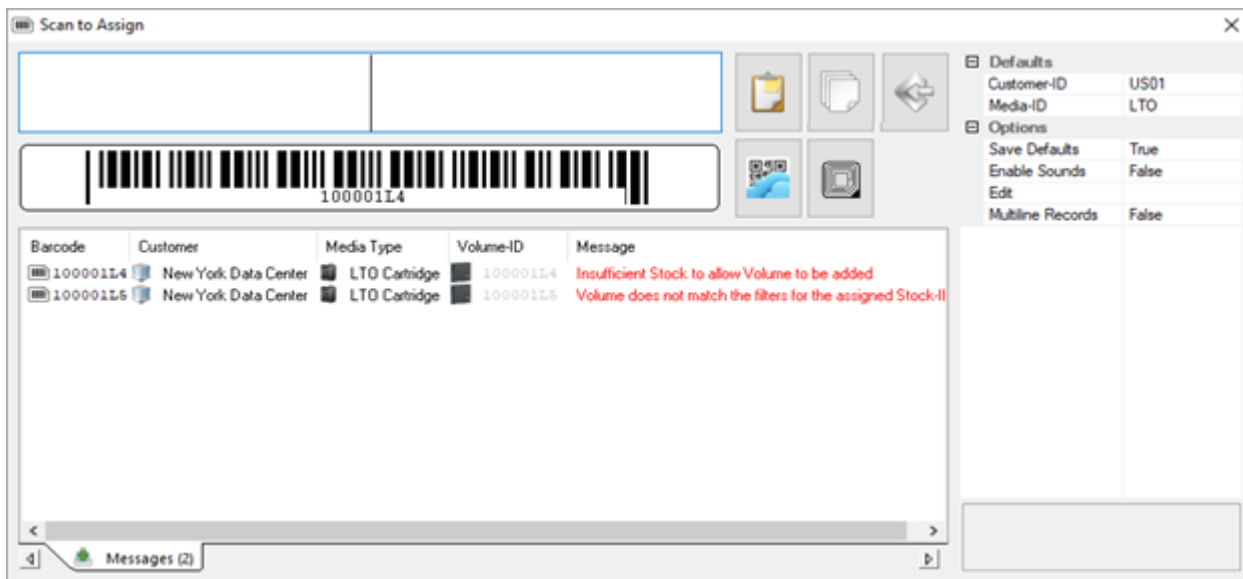 Scan to Assign
100001L4
Defaults
Customer-ID US01
Media-ID LTO
Options
Save Defaults True
Enable Sounds False
Edit
Multiline Records False
Barcode Customer Media Type Volume-ID Message
100001L4 New York Data Center LTO Cartridge 100001L4 Insufficient Stock to allow Volume to be added
100001L5 New York Data Center LTO Cartridge 100001L5 Volume does not match the filters for the assigned
Messages (2)